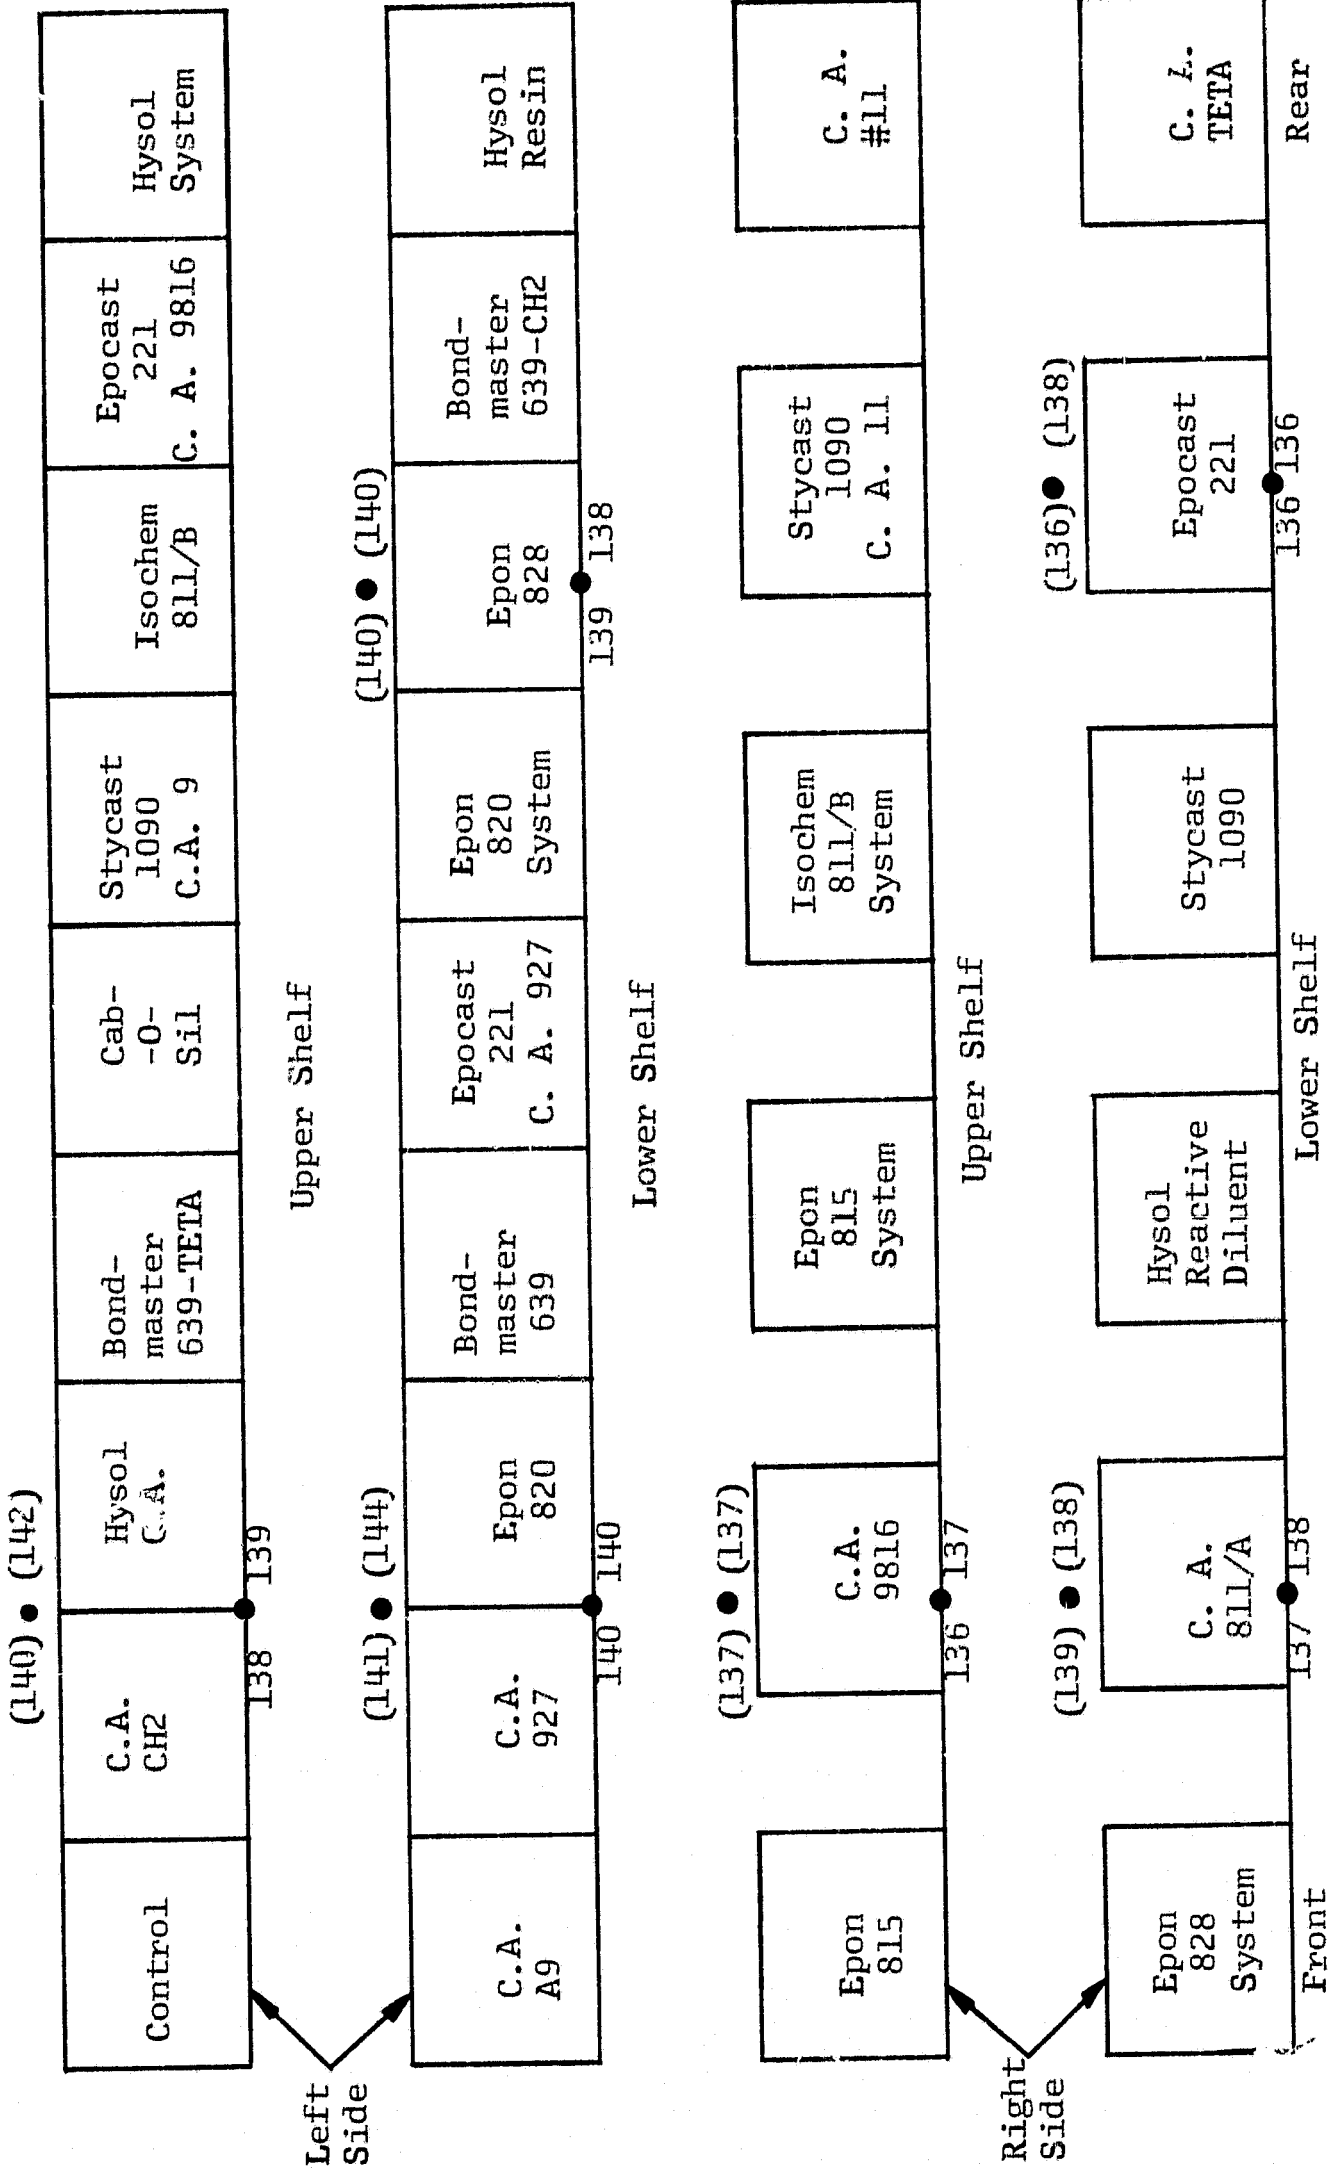 (140) ● (142)
Control
C.A.
CH2
Hysol
C.A.
Bond-
master
639-TETA
Cab-
-O-
Sil
Stycast
1090
C.A. 9
Isochem
811/B
Epocast
221
C. A. 9816
Hysol
System
138 139
Upper Shelf
Left
Side
(141) ● (144)
(140) ● (140)
C.A.
A9
C.A.
927
Epon
820
Bond-
master
639
Epocast
221
C. A. 927
Epon
820
System
Epon
828
Bond-
master
639-CH2
Hysol
Resin
140 140
139 138
Lower Shelf
(137) ● (137)
Epon
815
C.A.
9816
Epon
815
System
Isochem
811/B
System
Stycast
1090
C. A. 11
C. A.
#11
136 137
Upper Shelf
Right
Side
(139) ● (138)
(136) ● (138)
Epon
828
System
C. A.
811/A
Hysol
Reactive
Diluent
Stycast
1090
Epocast
221
C. A.
TETA
137 138
136 136
Front
Lower Shelf
Rear